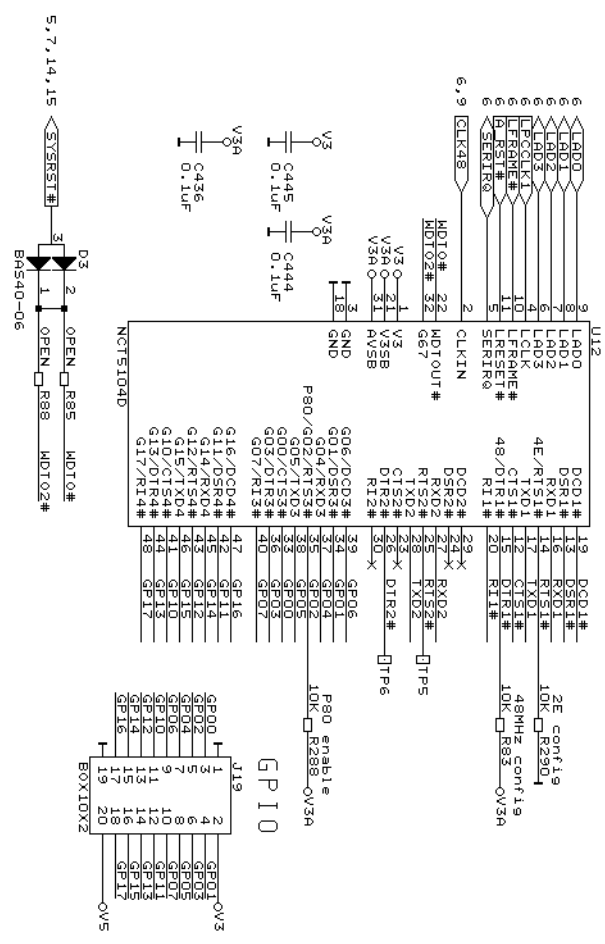 U12
6 LAD0 9 LAD0 DCD1# 19 DCD1#
6 LAD1 8 LAD1 DSR1# 13 DSR1#
6 LAD2 7 LAD2 RXD1 16 RXD1
6 LAD3 6 LAD3 4E/RTS1# 14 RTS1# 10K R290 2E config
6 LPCCLK1 4 LCLK TXD1 17 TXD1
6 LFRAME# 10 LFRAME# CTS1# 12 CTS1#
6 A_RST# 11 LRESET# 48/DTR1# 15 DTR1# 10K R83 48MHz config V3A
6 SERIRQ 5 SERIRQ RI1# 20 RI1#
6,9 CLK48 2 CLKIN DCD2# 29
DSR2# 24
WDTO# 22 WDTOUT# RXD2 27 RXD2
WDTO2# 32 G67 RTS2# 25 RTS2# TP5
V3 1 V3 TXD2 28 TXD2
V3A 21 V3SB CTS2# 23
V3A 31 AVSB DTR2# 26 DTR2# TP6
RI2# 30
3 GND G06/DCD3# 39 GP06
18 GND G01/DSR3# 34 GP01
G04/RXD3 37 GP04
P80/G02/RTS3# 35 GP02 10K R288 P80 enable V3A
G05/TXD3 38 GP05
G00/CTS3# 33 GP00
G03/DTR3# 36 GP03
G07/RI3# 40 GP07
G16/DCD4# 47 GP16
G11/DSR4# 42 GP11
G14/RXD4 45 GP14
G12/RTS4# 43 GP12
G15/TXD4 46 GP15
G10/CTS4# 41 GP10
G13/DTR4# 44 GP13
G17/RI4# 48 GP17
NCT5104D
V3 C445 0.1uF
V3A C444 0.1uF
V3A C436 0.1uF
GPIO
J19
1 2 V3
GP00 3 4 GP01
GP02 5 6 GP03
GP04 7 8 GP05
GP06 9 10 GP07
GP10 11 12 GP11
GP12 13 14 GP13
GP14 15 16 GP15
GP16 17 18 GP17
19 20 V5
BOX10X2
5,7,14,15 SYSRST# 3
D3 2 OPEN R85 WDTO#
1 OPEN R88 WDTO2#
BAS40-06